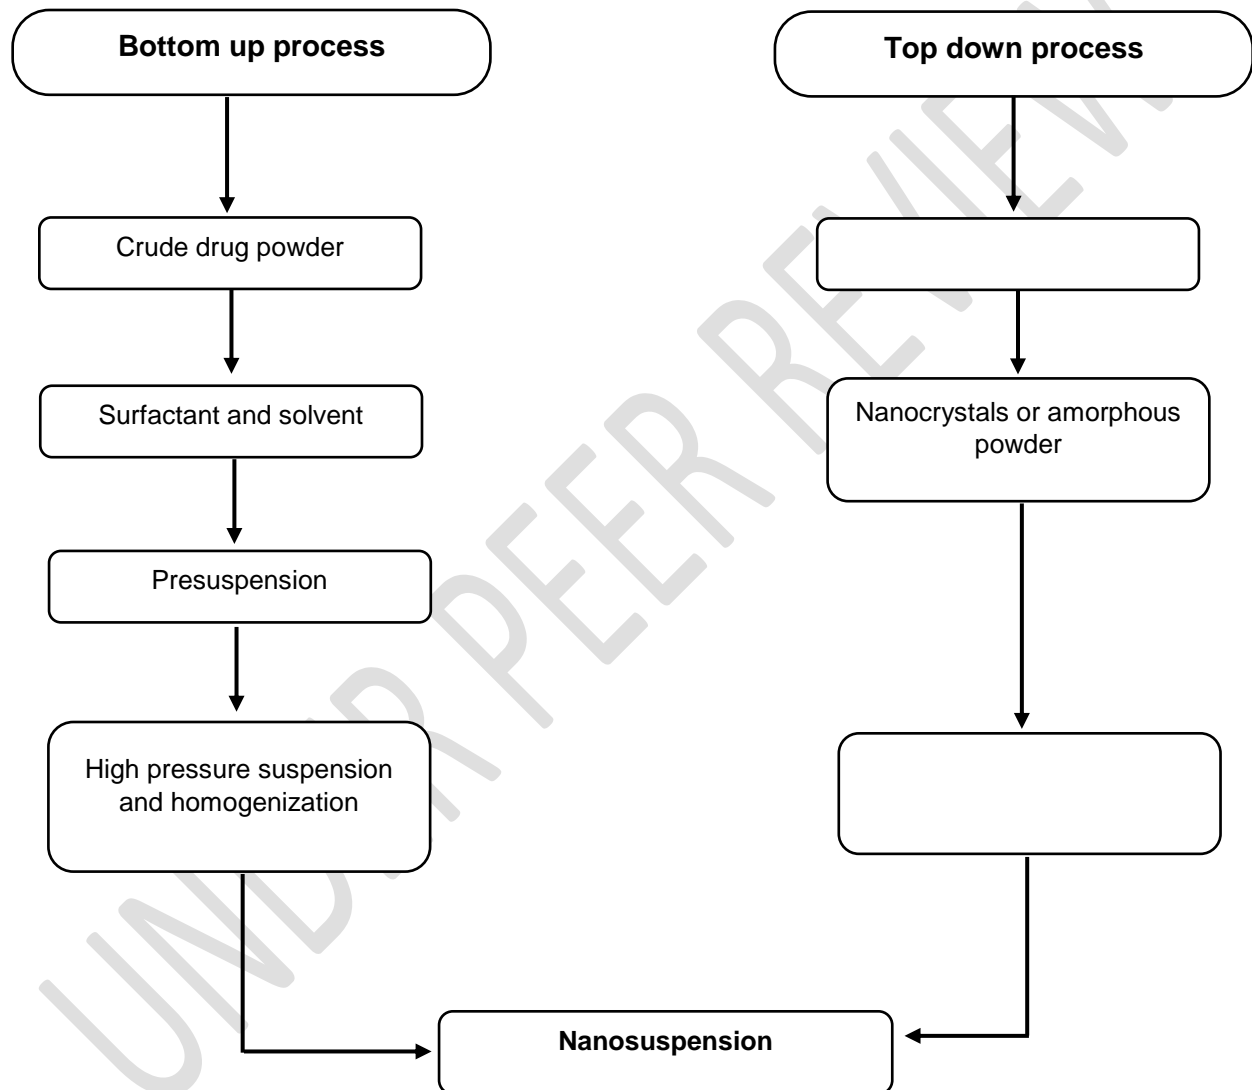 Bottom up process
Crude drug powder
Surfactant and solvent
Presuspension
High pressure suspension
and homogenization
Top down process
Nanocrystals or amorphous
powder
Nanosuspension
UNDR PEER REVIEW